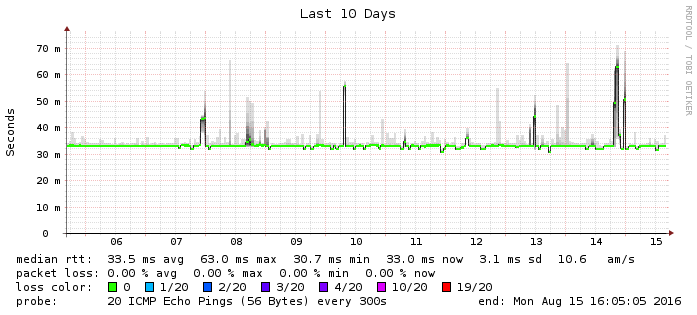 Last 10 Days
RRDTOOL / TOBI OETIKER
Seconds
70 m
60 m
50 m
40 m
30 m
20 m
10 m
0
06 07 08 09 10 11 12 13 14 15
median rtt: 33.5 ms avg 63.0 ms max 30.7 ms min 33.0 ms now 3.1 ms sd 10.6 am/s
packet loss: 0.00 % avg 0.00 % max 0.00 % min 0.00 % now
loss color: 0 1/20 2/20 3/20 4/20 10/20 19/20
probe: 20 ICMP Echo Pings (56 Bytes) every 300s end: Mon Aug 15 16:05:05 2016